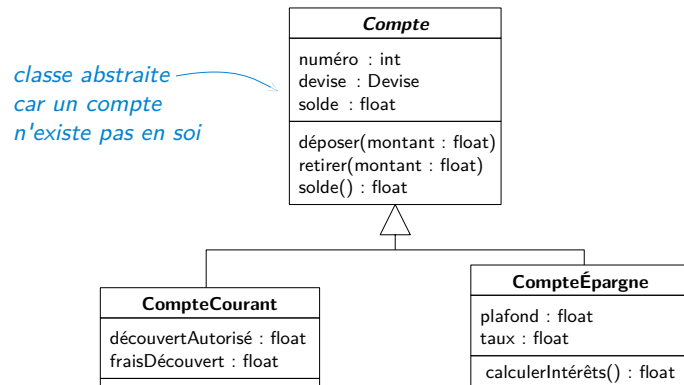 Compte
numéro : int
devise : Devise
solde : float
déposer(montant : float)
retirer(montant : float)
solde() : float
classe abstraite
car un compte
n'existe pas en soi
CompteCourant
découvertAutorisé : float
fraisDécouvert : float
CompteÉpargne
plafond : float
taux : float
calculerIntérêts() : float